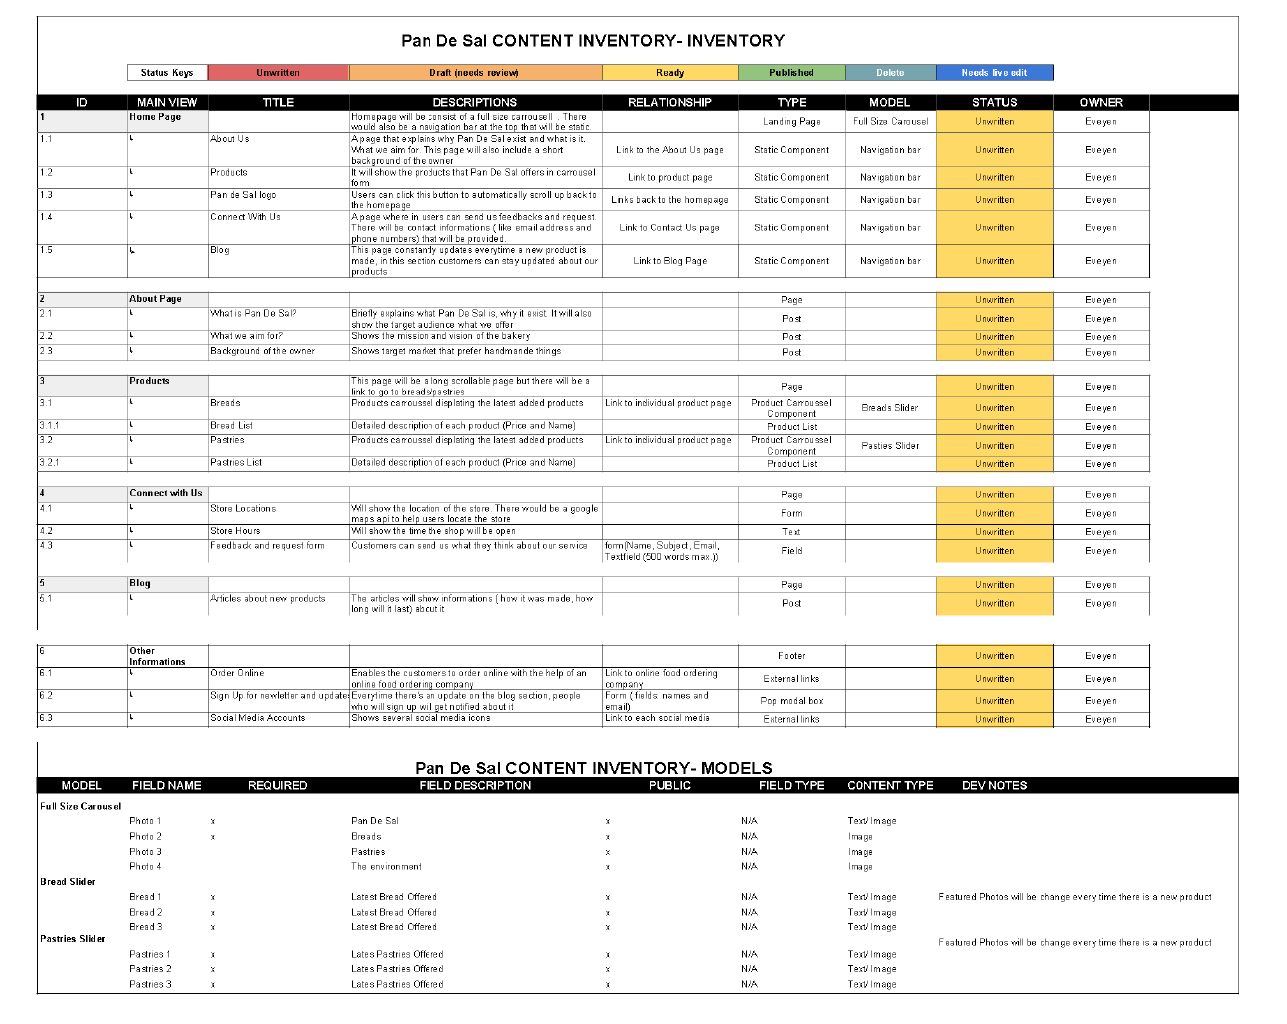 Pan De Sal CONTENT INVENTORY- INVENTORY
Status Keys Unwritten Draft (needs review) Ready Published Delete Needs live edit
ID MAIN VIEW TITLE DESCRIPTIONS RELATIONSHIP TYPE MODEL STATUS OWNER
1 Home Page Homepage will be consist of a full size carrousell . There
would also be a navigation bar at the top that will be static. Landing Page Full Size Carousel Unwritten Eveyen
1.1 About Us A page that explains why Pan De Sal exist and what is it.
What we aim for. This page will also include a short
background of the owner Link to the About Us page Static Component Navigation bar Unwritten Eveyen
1.2 Products It will show the products that Pan De Sal offers in carrousel
form Link to product page Static Component Navigation bar Unwritten Eveyen
1.3 Pan de Sal logo Users can click this button to automatically scroll up back to
the homepage Links back to the homepage Static Component Navigation bar Unwritten Eveyen
1.4 Connect With Us A page where in users can send us feedbacks and request.
There will be contact informations ( like email address and
phone numbers) that will be provided. Link to Contact Us page Static Component Navigation bar Unwritten Eveyen
1.5 Blog This page constantly updates everytime a new product is
made, in this section customers can stay updated about our
products Link to Blog Page Static Component Navigation bar Unwritten Eveyen
2 About Page Page Unwritten Eveyen
2.1 What is Pan De Sal? Briefly explains what Pan De Sal is, why it exist. It will also
show the target audience what we offer Post Unwritten Eveyen
2.2 What we aim for? Shows the mission and vision of the bakery Post Unwritten Eveyen
2.3 Background of the owner Shows target market that prefer handmande things Post Unwritten Eveyen
3 Products This page will be a long scrollable page but there will be a
link to go to breads/pastries Page Unwritten Eveyen
3.1 Breads Products carroussel displating the latest added products Link to individual product page Product Carroussel
Component Breads Slider Unwritten Eveyen
3.1.1 Bread List Detailed description of each product (Price and Name) Product List Unwritten Eveyen
3.2 Pastries Products carroussel displating the latest added products Link to individual product page Product Carroussel
Component Pasties Slider Unwritten Eveyen
3.2.1 Pastries List Detailed description of each product (Price and Name) Product List Unwritten Eveyen
4 Connect with Us Page Unwritten Eveyen
4.1 Store Locations Will show the location of the store. There would be a google
maps api to help users locate the store Form Unwritten Eveyen
4.2 Store Hours Will show the time the shop will be open Text Unwritten Eveyen
4.3 Feedback and request form Customers can send us what they think about our service form(Name, Subject, Email,
Textfield (500 words max.)) Field Unwritten Eveyen
5 Blog Page Unwritten Eveyen
5.1 Articles about new products The articles will show informations ( how it was made, how
long will it last) about it Post Unwritten Eveyen
6 Other
Informations Footer Unwritten Eveyen
6.1 Order Online Enables the customers to order online with the help of an
online food ordering company Link to online food ordering
company External links Unwritten Eveyen
6.2 Sign Up for newletter and updates Everytime there's an update on the blog section, people
who will sign up wil get notified about it Form ( fields: names and
email) Pop modal box Unwritten Eveyen
6.3 Social Media Accounts Shows several social media icons Link to each social media External links Unwritten Eveyen
Pan De Sal CONTENT INVENTORY- MODELS
MODEL FIELD NAME REQUIRED FIELD DESCRIPTION PUBLIC FIELD TYPE CONTENT TYPE DEV NOTES
Full Size Carousel
Photo 1 x Pan De Sal x N/A Text/ Image
Photo 2 x Breads x N/A Image
Photo 3 Pastries x N/A Image
Photo 4 The environment x N/A Image
Bread Slider
Bread 1 x Latest Bread Offered x N/A Text/ Image Featured Photos will be change every time there is a new product
Bread 2 x Latest Bread Offered x N/A Text/ Image
Bread 3 x Latest Bread Offered x N/A Text/ Image
Pastries Slider Featured Photos will be change every time there is a new product
Pastries 1 x Lates Pastries Offered x N/A Text/ Image
Pastries 2 x Lates Pastries Offered x N/A Text/ Image
Pastries 3 x Lates Pastries Offered x N/A Text/ Image